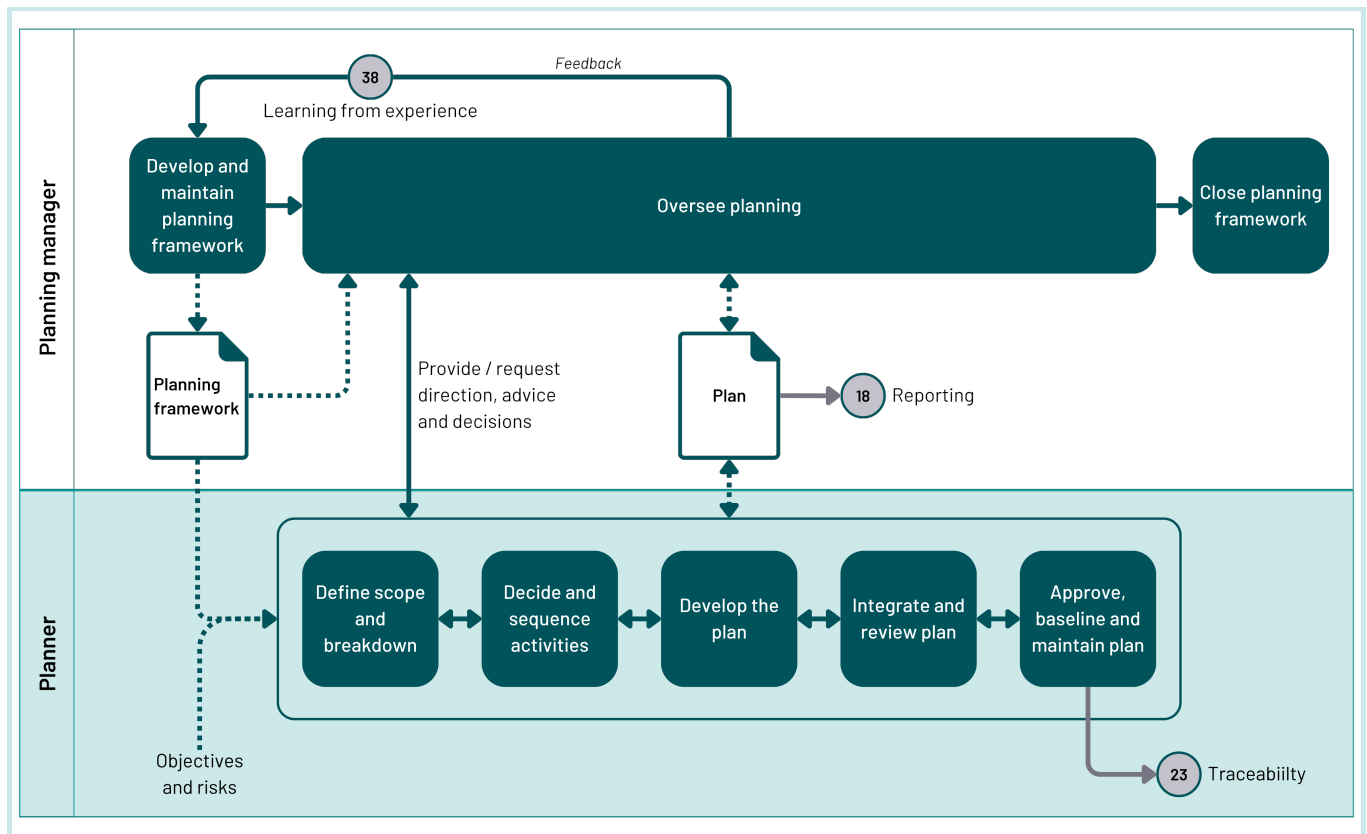 Planning manager
38
Feedback
Learning from experience
Develop and
maintain
planning
framework
Oversee planning
Close planning
framework
Planning
framework
Provide / request
direction, advice
and decisions
Plan
18
Reporting
Planner
Define scope
and
breakdown
Decide and
sequence
activities
Develop the
plan
Integrate and
review plan
Approve,
baseline and
maintain plan
Objectives
and risks
23
Traceabiilty